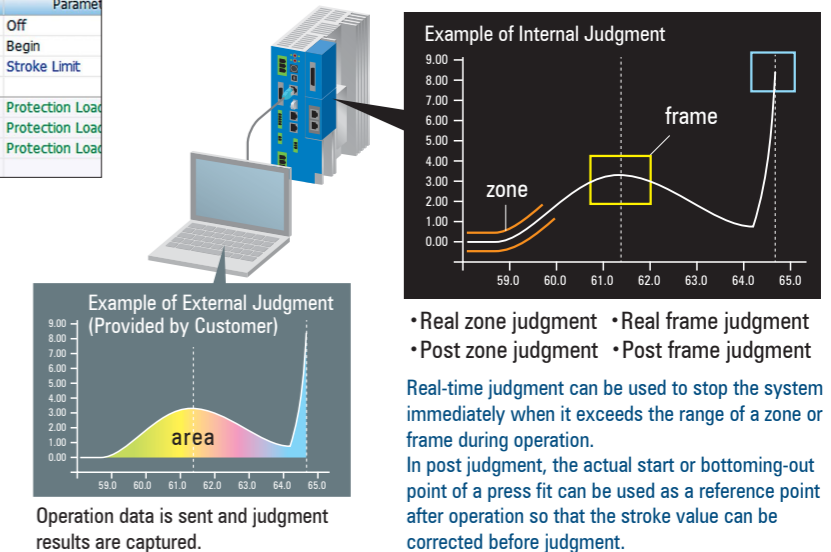 Paramet
Off
Begin
Stroke Limit
Protection Load
Protection Load
Protection Load
Example of Internal Judgment
9.00
8.00
7.00
6.00
5.00
4.00
3.00
2.00
1.00
0.00
frame
zone
59.0 60.0 61.0 62.0 63.0 64.0 65.0
Example of External Judgment
(Provided by Customer)
9.00
8.00
7.00
6.00
5.00
4.00
3.00
2.00
1.00
0.00
area
59.0 60.0 61.0 62.0 63.0 64.0 65.0
Operation data is sent and judgment
results are captured.
・Real zone judgment ・Real frame judgment
・Post zone judgment ・Post frame judgment
Real-time judgment can be used to stop the system
immediately when it exceeds the range of a zone or
frame during operation.
In post judgment, the actual start or bottoming-out
point of a press fit can be used as a reference point
after operation so that the stroke value can be
corrected before judgment.